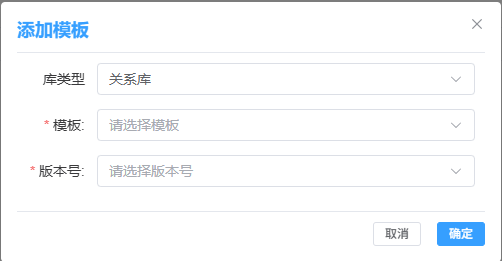 添加模板
库类型 关系库
* 模板: 请选择模板
* 版本号: 请选择版本号
取消 确定